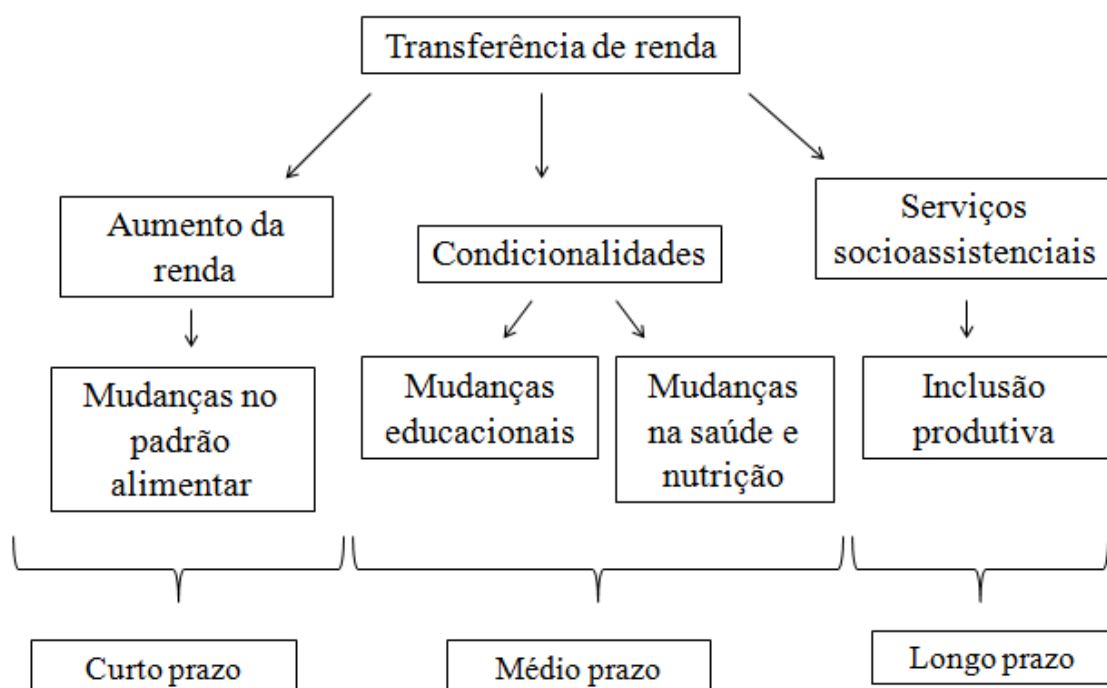 Transferência de renda
Aumento da
renda
Condicionalidades
Serviços
socioassistenciais
Mudanças no
padrão
alimentar
Mudanças
educacionais
Mudanças
na saúde e
nutrição
Inclusão
produtiva
Curto prazo
Médio prazo
Longo prazo